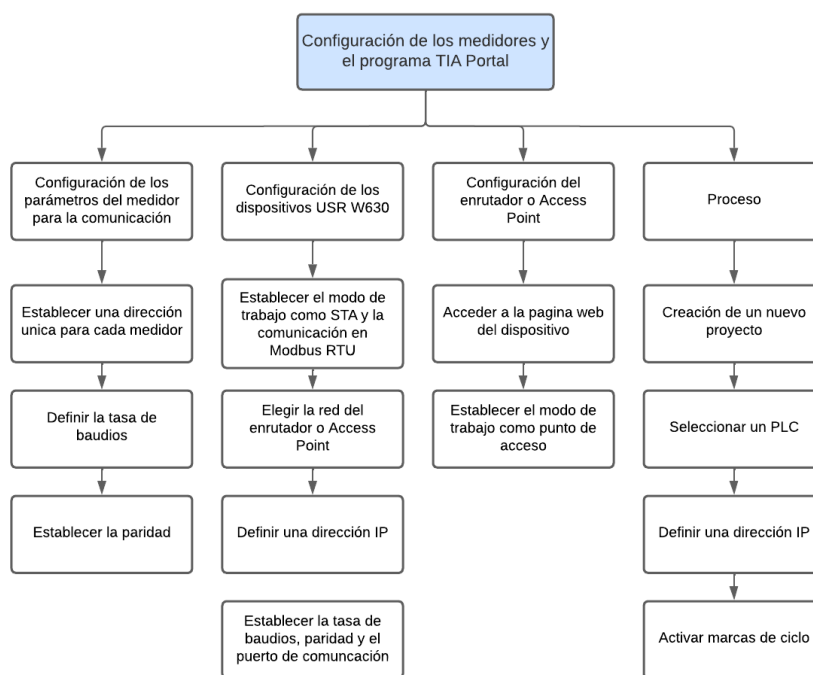 Configuración de los medidores y
el programa TIA Portal
Configuración de los
parámetros del medidor
para la comunicación
Establecer una dirección
unica para cada medidor
Definir la tasa de
baudios
Establecer la paridad
Configuración de los
dispositivos USR W630
Establecer el modo de
trabajo como STA y la
comunicación en
Modbus RTU
Elegir la red del
enrutador o Access
Point
Definir una dirección IP
Establecer la tasa de
baudios, paridad y el
puerto de comuncación
Configuración del
enrutador o Access
Point
Acceder a la pagina web
del dispositivo
Establecer el modo de
trabajo como punto de
acceso
Proceso
Creación de un nuevo
proyecto
Seleccionar un PLC
Definir una dirección IP
Activar marcas de ciclo